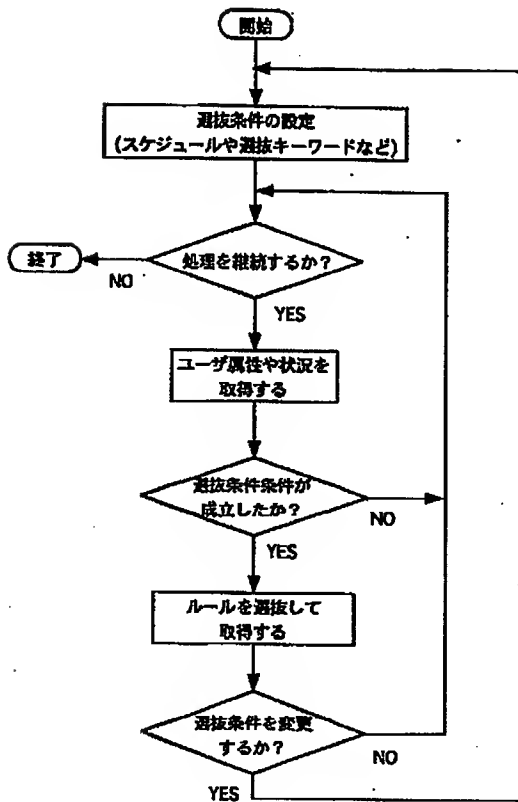 開始
選抜条件の設定
(スケジュールや選抜キーワードなど)
処理を継続するか?
終了
NO
YES
ユーザ属性や状況を
取得する
選抜条件条件が
成立したか?
NO
YES
ルールを選抜して
取得する
選抜条件を変更
するか?
NO
YES